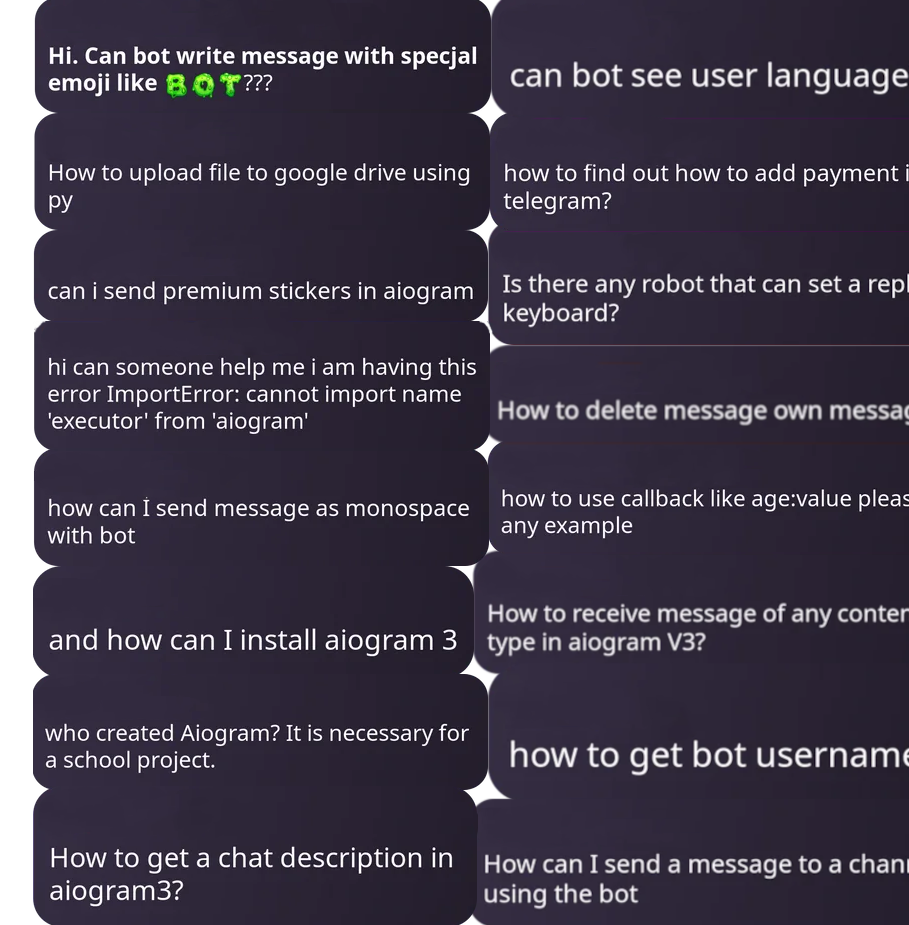 Hi. Can bot write message with specjal
emoji like BOT???
How to upload file to google drive using
py
can i send premium stickers in aiogram
hi can someone help me i am having this
error ImportError: cannot import name
'executor' from 'aiogram'
how can İ send message as monospace
with bot
and how can I install aiogram 3
who created Aiogram? It is necessary for
a school project.
How to get a chat description in
aiogram3?
can bot see user language
how to find out how to add payment i
telegram?
Is there any robot that can set a repl
keyboard?
How to delete message own messag
how to use callback like age:value pleas
any example
How to receive message of any conten
type in aiogram V3?
how to get bot username
How can I send a message to a chann
using the bot